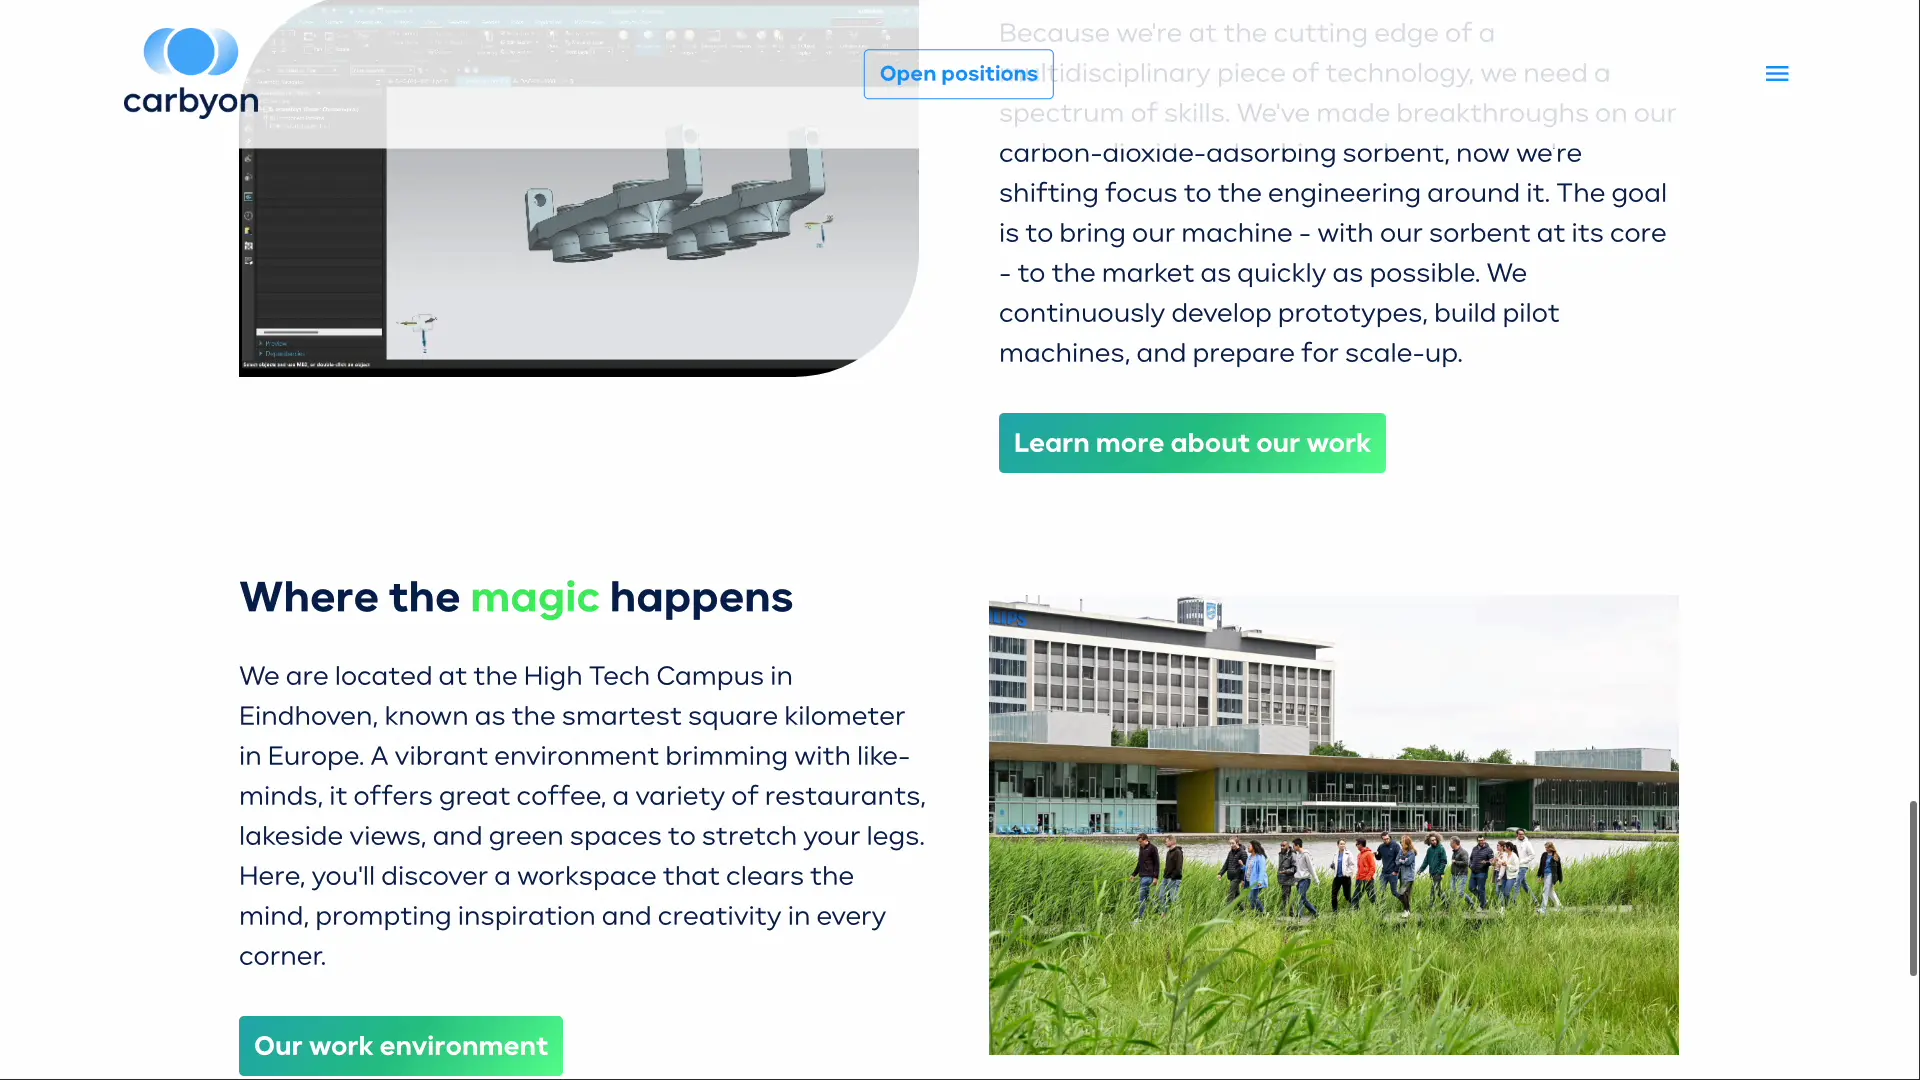 carbyon
Open positions
Because we're at the cutting edge of a
multidisciplinary piece of technology, we need a
spectrum of skills. We've made breakthroughs on our
carbon-dioxide-adsorbing sorbent, now we're
shifting focus to the engineering around it. The goal
is to bring our machine - with our sorbent at its core
- to the market as quickly as possible. We
continuously develop prototypes, build pilot
machines, and prepare for scale-up.
Preview
Dependencies
Learn more about our work
Where the magic happens
We are located at the High Tech Campus in
Eindhoven, known as the smartest square kilometer
in Europe. A vibrant environment brimming with like-
minds, it offers great coffee, a variety of restaurants,
lakeside views, and green spaces to stretch your legs.
Here, you'll discover a workspace that clears the
mind, prompting inspiration and creativity in every
corner.
Our work environment